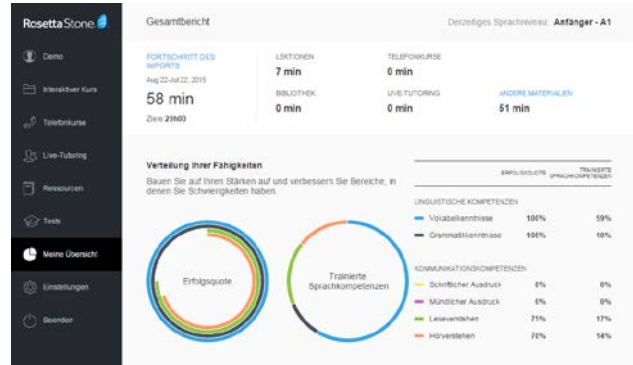 RosettaStone
Gesamtbericht
Derzeitiges Sprachniveau: Anfänger - A1
Demo
Interaktiver Kurs
Telefonkurse
Live-Tutoring
Ressourcen
Tests
Meine Übersicht
Einstellungen
Beenden
FORTSCHRITT DES
IMPORTS
Aug 22-Jul 22, 2015
58 min
LEKTIONEN
7 min
TELEFONKURSE
0 min
BIBLIOTHEK
0 min
LIVE-TUTORING
0 min
ANDERE MATERIALIEN
51 min
Verteilung Ihrer Fähigkeiten
Bauen Sie auf Ihren Stärken auf und verbessern Sie Bereiche, in
denen Sie Schwierigkeiten haben.
Erfolgsquote
Trainierte
Sprachkompetenzen
ERFOLGSQUOTE
TRAINIERTE
SPRACHKOMPETENZEN
LINGUISTISCHE KOMPETENZEN
Vokabelkenntnisse 100% 59%
Grammatikkenntnisse 100% 10%
KOMMUNIKATIONSKOMPETENZEN
Schriftlicher Ausdruck 0% 0%
Mündlicher Ausdruck 0% 0%
Leseverstehen 75% 17%
Hörverstehen 70% 14%